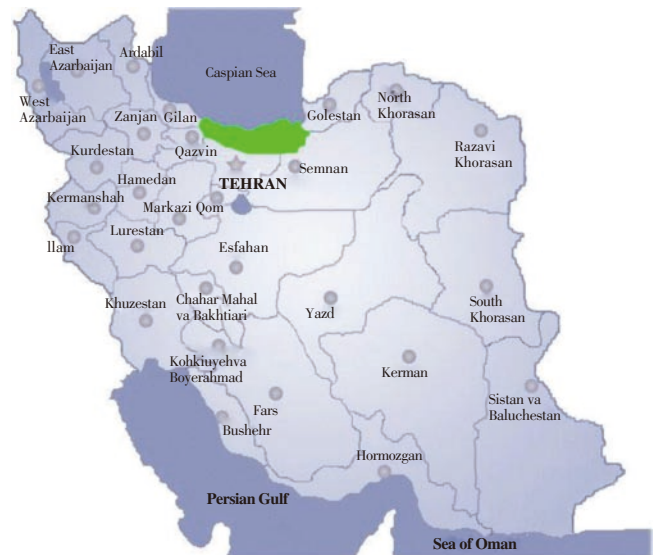 East
Azarbaijan
Ardabil
Caspian Sea
West
Azarbaijan
Zanjan
Gilan
Golestan
North
Khorasan
Razavi
Khorasan
Kurdestan
Qazvin
Semnan
Hamedan
TEHRAN
Kermanshah
Markazi
Qom
Ilam
Lurestan
Esfahan
Khuzestan
Chahar Mahal
va Bakhtiari
Yazd
South
Khorasan
Kohkiuyehva
Boyerahmad
Kerman
Fars
Sistan va
Baluchestan
Bushehr
Hormozgan
Persian Gulf
Sea of Oman